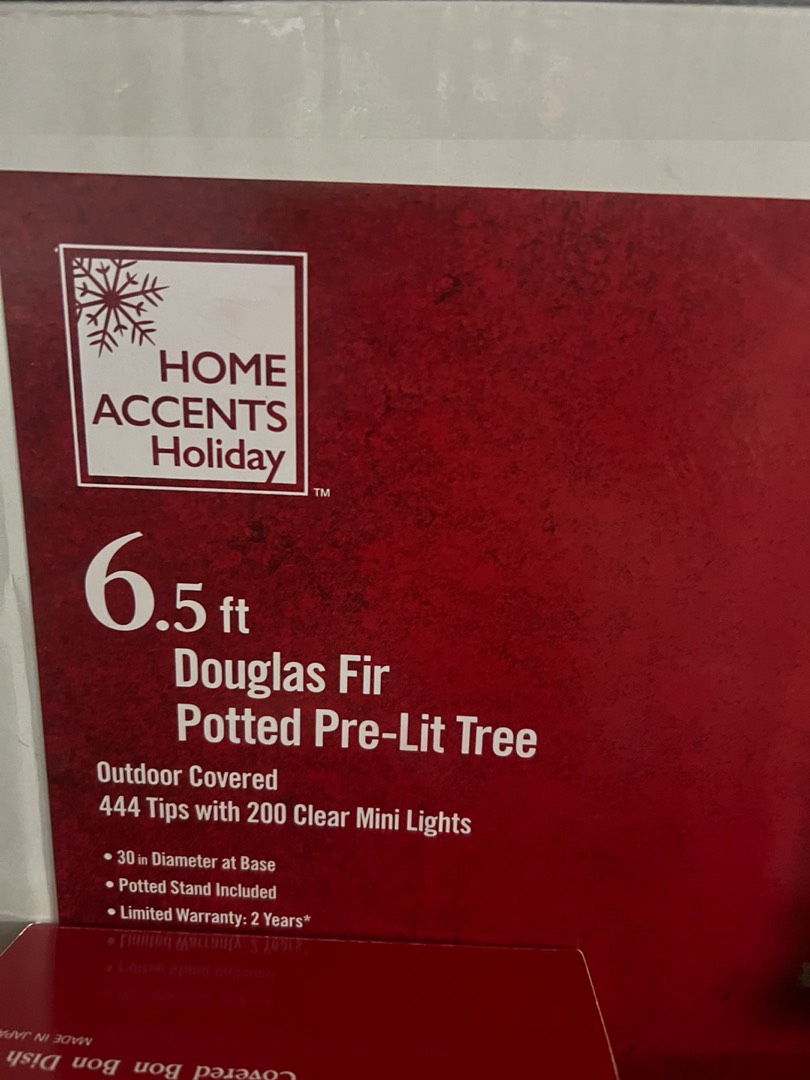 HOME
ACCENTS
Holiday
TM
6.5 ft
Douglas Fir
Potted Pre-Lit Tree
Outdoor Covered
444 Tips with 200 Clear Mini Lights
• 30 in Diameter at Base
• Potted Stand Included
• Limited Warranty: 2 Years*
Covered Bon Bon Dish
MADE IN JAPAN